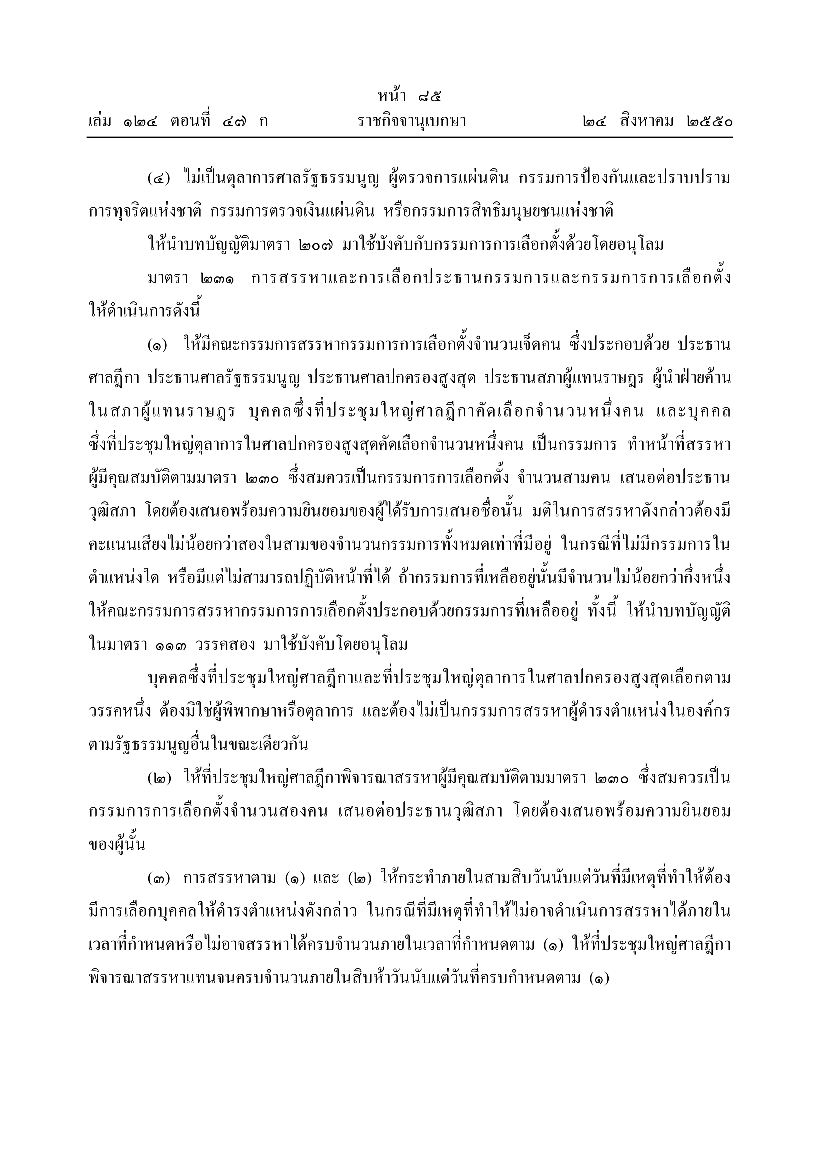 หน้า ๘๕
เล่ม ๑๒๔ ตอนที่ ๔๗ ก ราชกิจจานุเบกษา ๒๔ สิงหาคม ๒๕๕๐
(๔) ไม่เป็นตุลาการศาลรัฐธรรมนูญ ผู้ตรวจการแผ่นดิน กรรมการป้องกันและปราบปราม
การทุจริตแห่งชาติ กรรมการตรวจเงินแผ่นดิน หรือกรรมการสิทธิมนุษยชนแห่งชาติ
ให้นำบทบัญญัติมาตรา ๒๐๗ มาใช้บังคับกับกรรมการการเลือกตั้งด้วยโดยอนุโลม
มาตรา ๒๓๑ การสรรหาและการเลือกประธานกรรมการและกรรมการการเลือกตั้ง
ให้ดำเนินการดังนี้
(๑) ให้มีคณะกรรมการสรรหากรรมการการเลือกตั้งจำนวนเจ็ดคน ซึ่งประกอบด้วย ประธาน
ศาลฎีกา ประธานศาลรัฐธรรมนูญ ประธานศาลปกครองสูงสุด ประธานสภาผู้แทนราษฎร ผู้นำฝ่ายค้าน
ในสภาผู้แทนราษฎร บุคคลซึ่งที่ประชุมใหญ่ศาลฎีกาคัดเลือกจำนวนหนึ่งคน และบุคคล
ซึ่งที่ประชุมใหญ่ตุลาการในศาลปกครองสูงสุดคัดเลือกจำนวนหนึ่งคน เป็นกรรมการ ทำหน้าที่สรรหา
ผู้มีคุณสมบัติตามมาตรา ๒๓๐ ซึ่งสมควรเป็นกรรมการการเลือกตั้ง จำนวนสามคน เสนอต่อประธาน
วุฒิสภา โดยต้องเสนอพร้อมความยินยอมของผู้ได้รับการเสนอชื่อนั้น มติในการสรรหาดังกล่าวต้องมี
คะแนนเสียงไม่น้อยกว่าสองในสามของจำนวนกรรมการทั้งหมดเท่าที่มีอยู่ ในกรณีที่ไม่มีกรรมการใน
ตำแหน่งใด หรือมีแต่ไม่สามารถปฏิบัติหน้าที่ได้ ถ้ากรรมการที่เหลืออยู่นั้นมีจำนวนไม่น้อยกว่ากึ่งหนึ่ง
ให้คณะกรรมการสรรหากรรมการการเลือกตั้งประกอบด้วยกรรมการที่เหลืออยู่ ทั้งนี้ ให้นำบทบัญญัติ
ในมาตรา ๑๑๓ วรรคสอง มาใช้บังคับโดยอนุโลม
บุคคลซึ่งที่ประชุมใหญ่ศาลฎีกาและที่ประชุมใหญ่ตุลาการในศาลปกครองสูงสุดเลือกตาม
วรรคหนึ่ง ต้องมิใช่ผู้พิพากษาหรือตุลาการ และต้องไม่เป็นกรรมการสรรหาผู้ดำรงตำแหน่งในองค์กร
ตามรัฐธรรมนูญอื่นในขณะเดียวกัน
(๒) ให้ที่ประชุมใหญ่ศาลฎีกาพิจารณาสรรหาผู้มีคุณสมบัติตามมาตรา ๒๓๐ ซึ่งสมควรเป็น
กรรมการการเลือกตั้งจำนวนสองคน เสนอต่อประธานวุฒิสภา โดยต้องเสนอพร้อมความยินยอม
ของผู้นั้น
(๓) การสรรหาตาม (๑) และ (๒) ให้กระทำภายในสามสิบวันนับแต่วันที่มีเหตุที่ทำให้ต้อง
มีการเลือกบุคคลให้ดำรงตำแหน่งดังกล่าว ในกรณีที่มีเหตุที่ทำให้ไม่อาจดำเนินการสรรหาได้ภายใน
เวลาที่กำหนดหรือไม่อาจสรรหาได้ครบจำนวนภายในเวลาที่กำหนดตาม (๑) ให้ที่ประชุมใหญ่ศาลฎีกา
พิจารณาสรรหาแทนจนครบจำนวนภายในสิบห้าวันนับแต่วันที่ครบกำหนดตาม (๑)